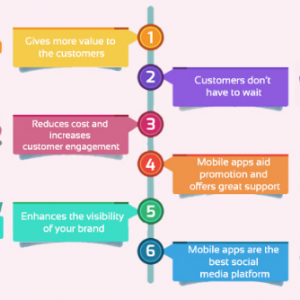 Gives more value to
the customers
1
2
Customers don't
have to wait
Reduces cost and
increases
customer engagement
3
4
Mobile apps aid
promotion and
offers great support
Enhances the visibility
of your brand
5
6
Mobile apps are the
best social
media platform